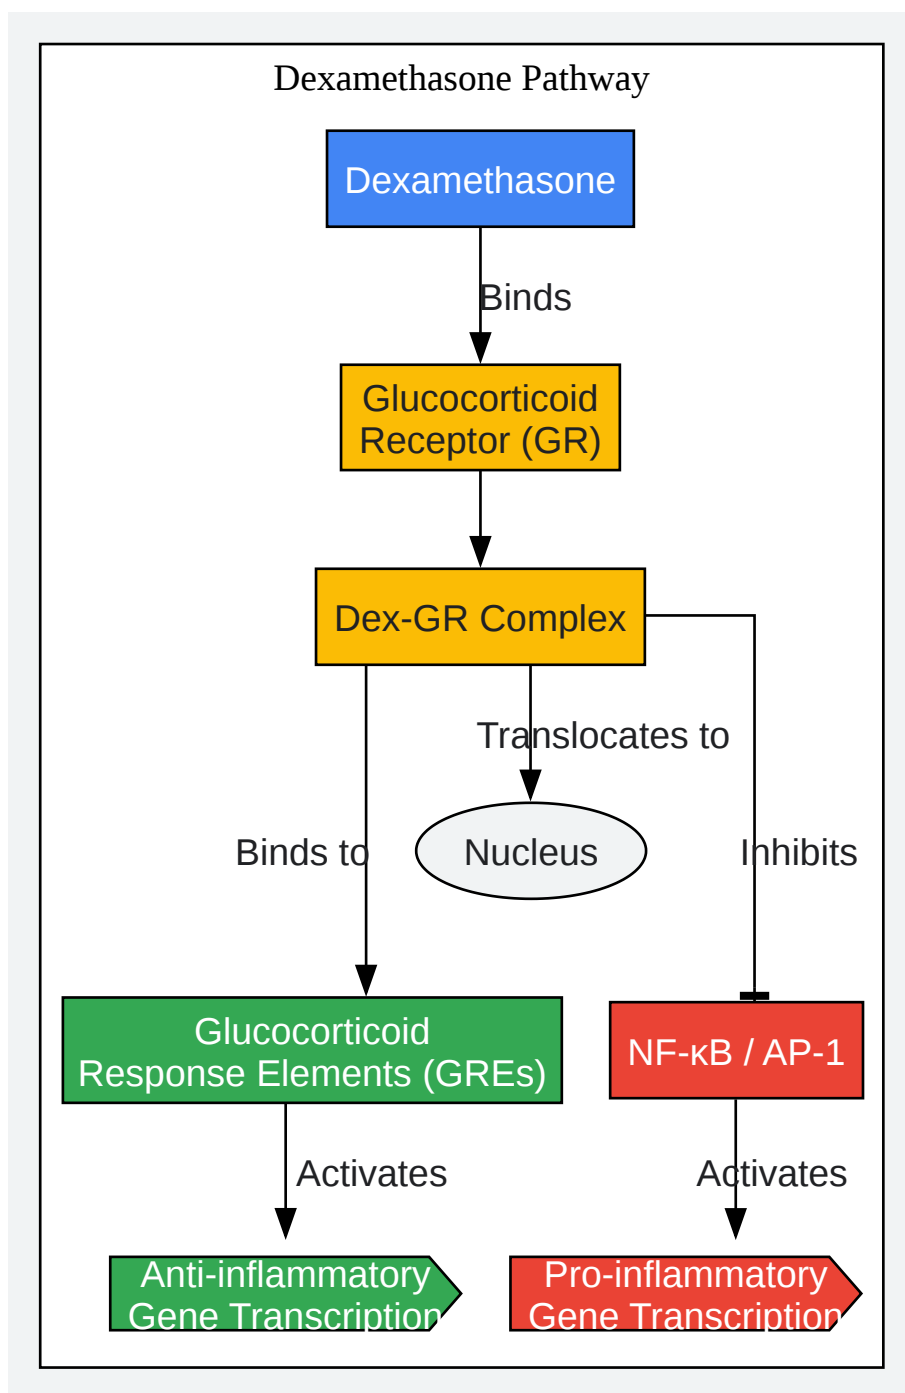 Dexamethasone Pathway
Dexamethasone
Binds
Glucocorticoid
Receptor (GR)
Dex-GR Complex
Translocates to
Binds to
Nucleus
Inhibits
Glucocorticoid
Response Elements (GREs)
NF-κB / AP-1
Activates
Activates
Anti-inflammatory
Gene Transcription
Pro-inflammatory
Gene Transcription